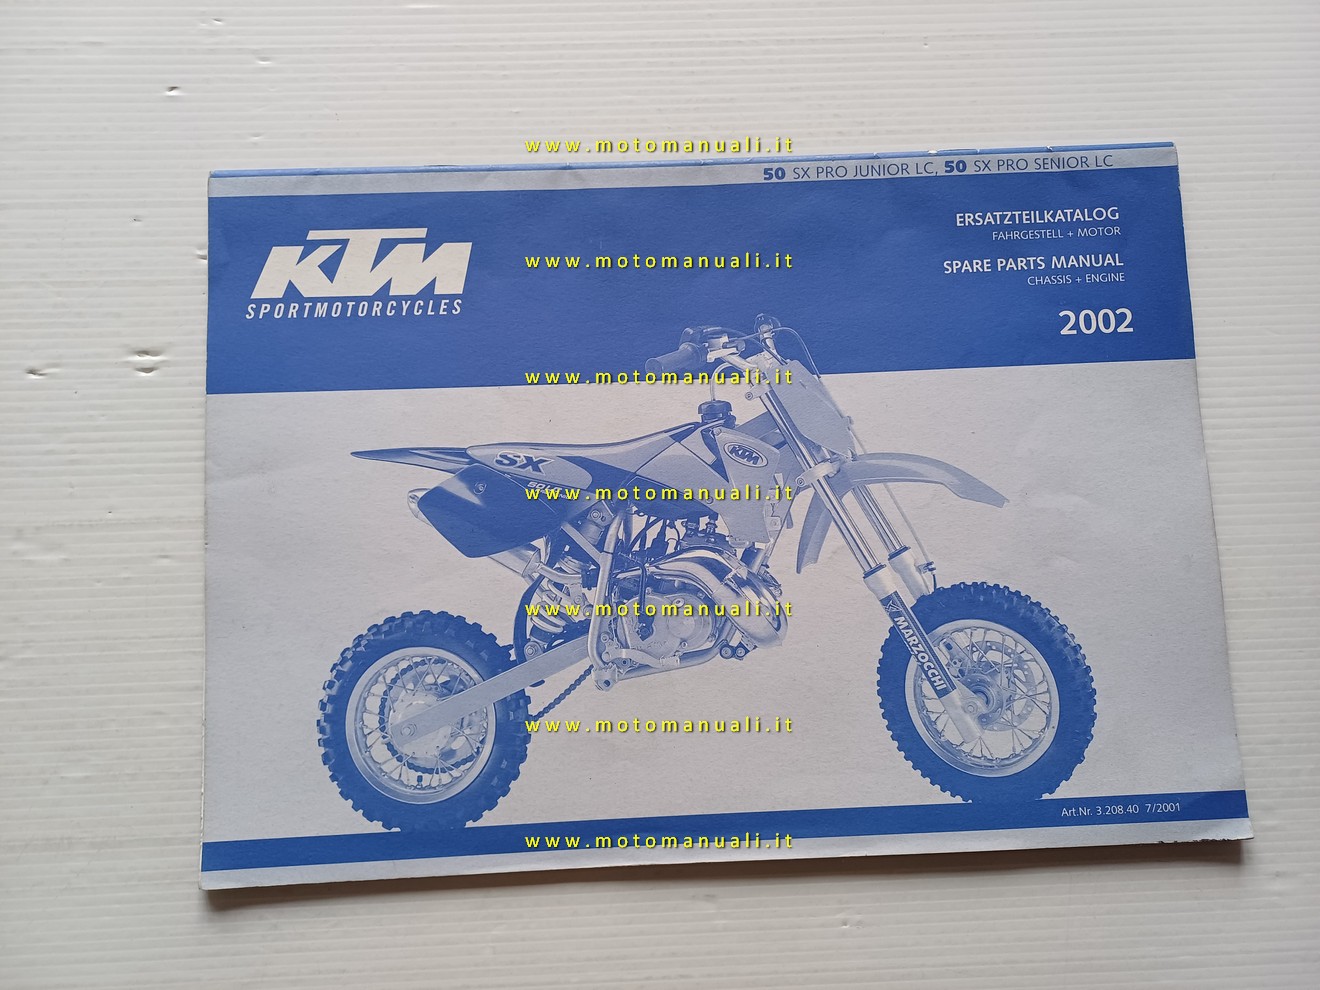 www.motomanuali.it
50 SX PRO JUNIOR LC, 50 SX PRO SENIOR LC
ERSATZTEILKATALOG
FAHRGESTELL + MOTOR
KTM
SPORTMOTORCYCLES
www.motomanuali.it
SPARE PARTS MANUAL
CHASSIS + ENGINE
2002
www.motomanuali.it
SX
KTM
www.motomanuali.it
www.motomanuali.it
MARZOCCHI
www.motomanuali.it
Art.Nr. 3.208.40 7/2001
www.motomanuali.it